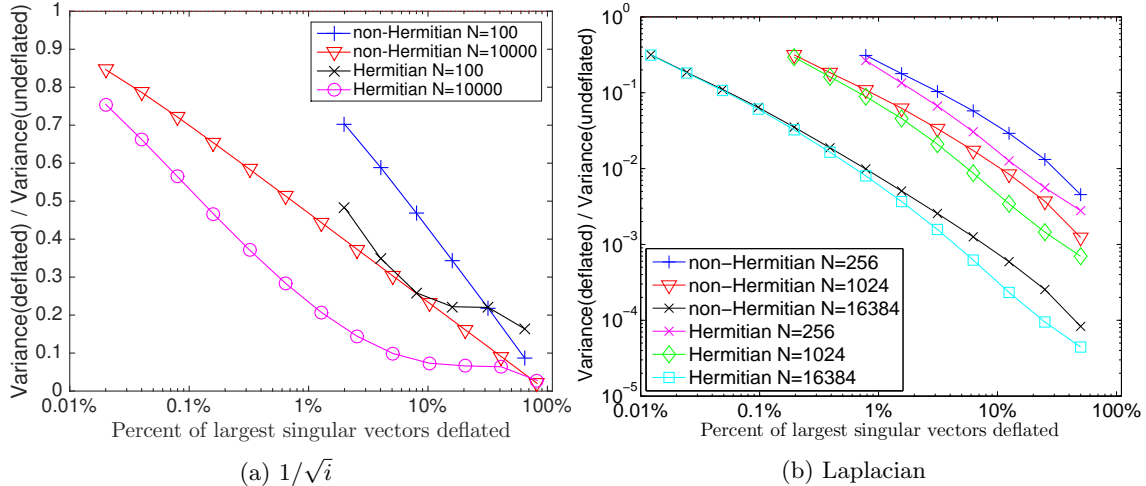 Variance(deflated) / Variance(undeflated)
1
0.9
0.8
0.7
0.6
0.5
0.4
0.3
0.2
0.1
0
0.01%
0.1%
1%
10%
100%
non-Hermitian N=100
non-Hermitian N=10000
Hermitian N=100
Hermitian N=10000
Percent of largest singular vectors deflated
(a) 1/√i
Variance(deflated) / Variance(undeflated)
10^0
10^−1
10^−2
10^−3
10^−4
10^−5
0.01%
0.1%
1%
10%
100%
non−Hermitian N=256
non−Hermitian N=1024
non−Hermitian N=16384
Hermitian N=256
Hermitian N=1024
Hermitian N=16384
Percent of largest singular vectors deflated
(b) Laplacian